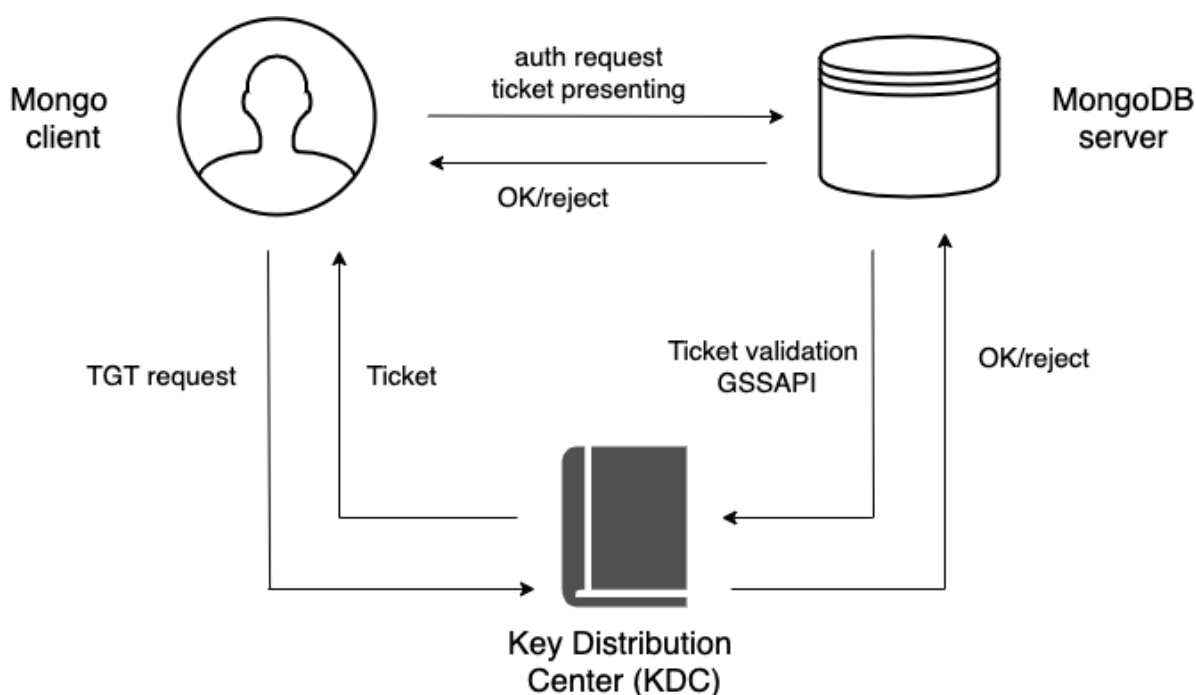 Mongo
client
auth request
ticket presenting
OK/reject
MongoDB
server
TGT request
Ticket
Ticket validation
GSSAPI
OK/reject
Key Distribution
Center (KDC)